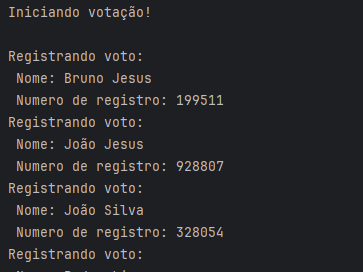 Iniciando votação!
Registrando voto:
Nome: Bruno Jesus
Numero de registro: 199511
Registrando voto:
Nome: João Jesus
Numero de registro: 928807
Registrando voto:
Nome: João Silva
Numero de registro: 328054
Registrando voto: